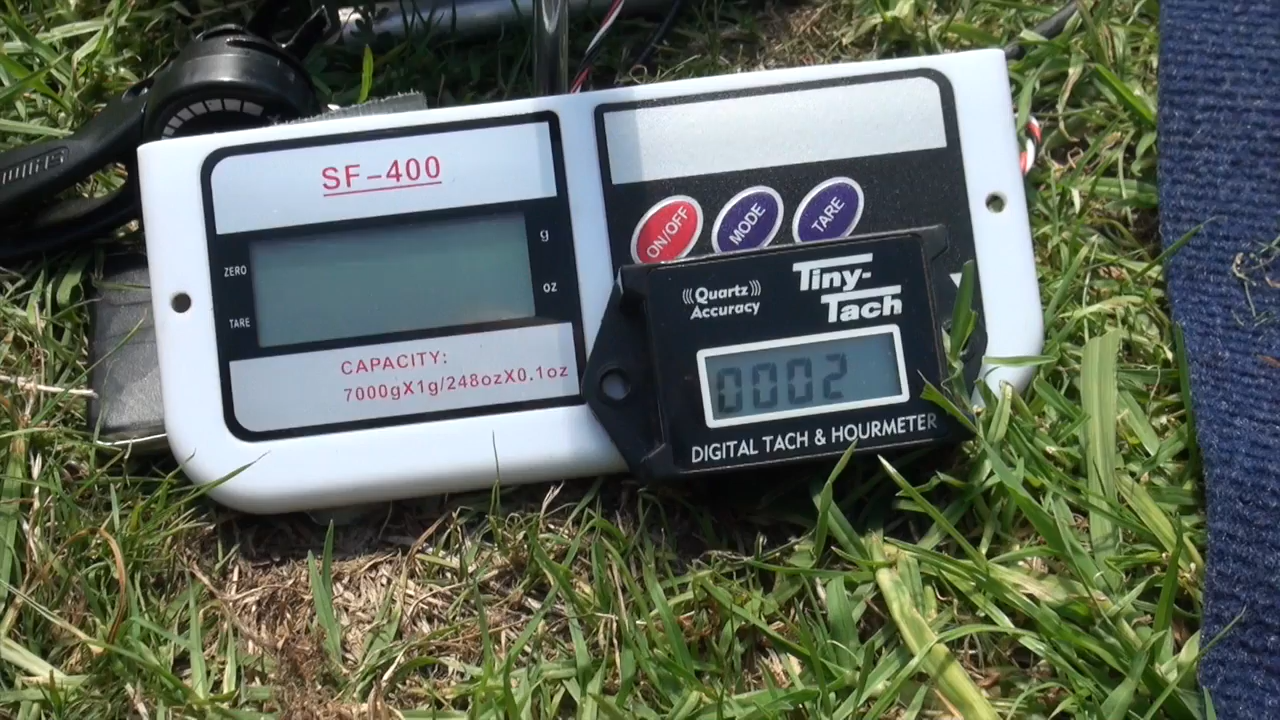 SF-400
g
ZERO
oz
TARE
CAPACITY:
7000gX1g/248ozX0.1oz
ON/OFF
MODE
TARE
Quartz
Accuracy
Tiny-
Tach
0002
DIGITAL TACH & HOURMETER